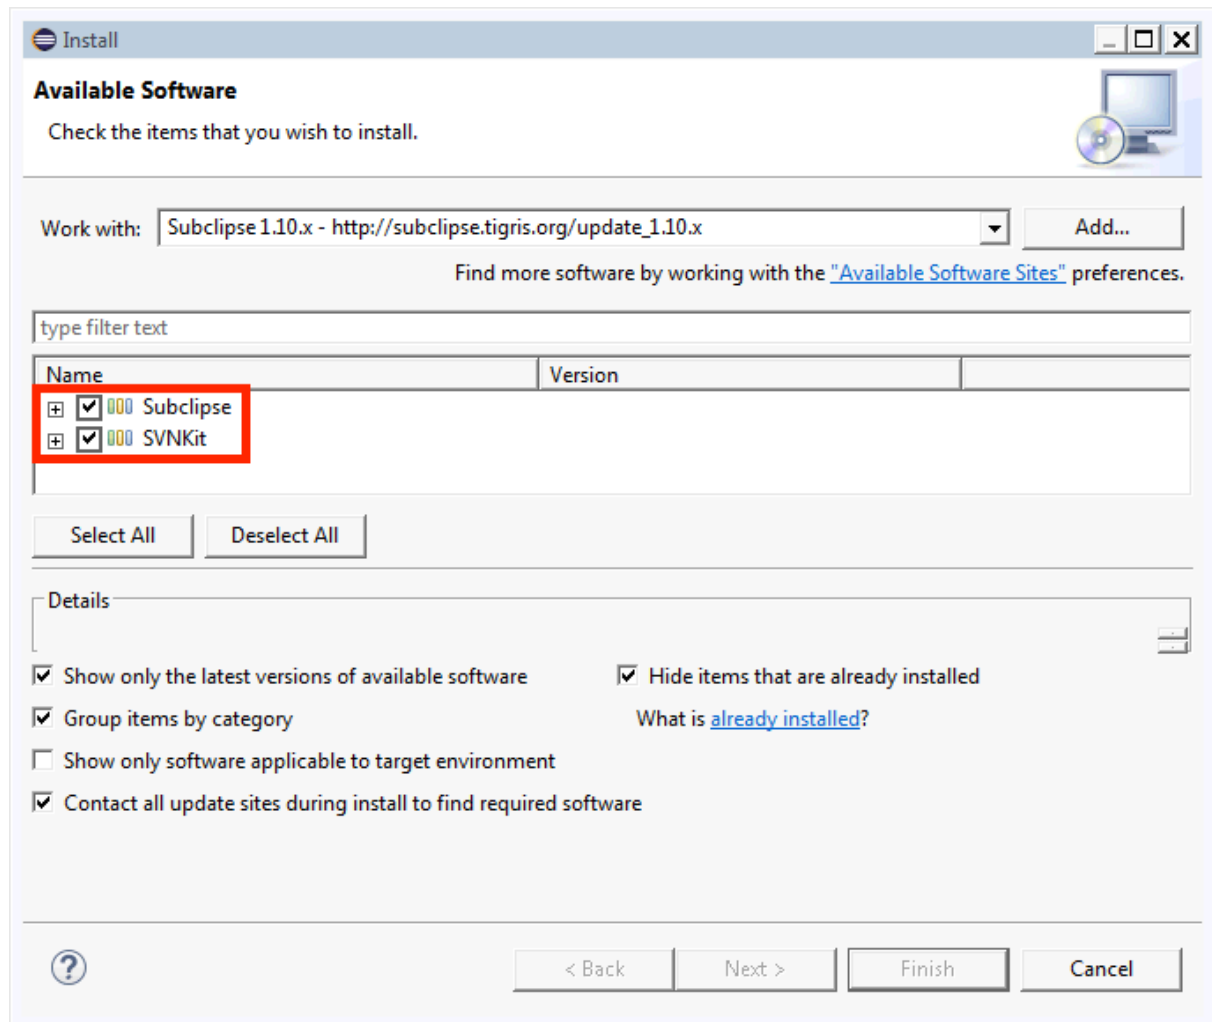 Install
Available Software
Check the items that you wish to install.
Work with: Subclipse 1.10.x - http://subclipse.tigris.org/update_1.10.x Add...
Find more software by working with the "Available Software Sites" preferences.
type filter text
Name Version
Subclipse
SVNKit
Select All Deselect All
Details
Show only the latest versions of available software Hide items that are already installed
Group items by category What is already installed?
Show only software applicable to target environment
Contact all update sites during install to find required software
? < Back Next > Finish Cancel